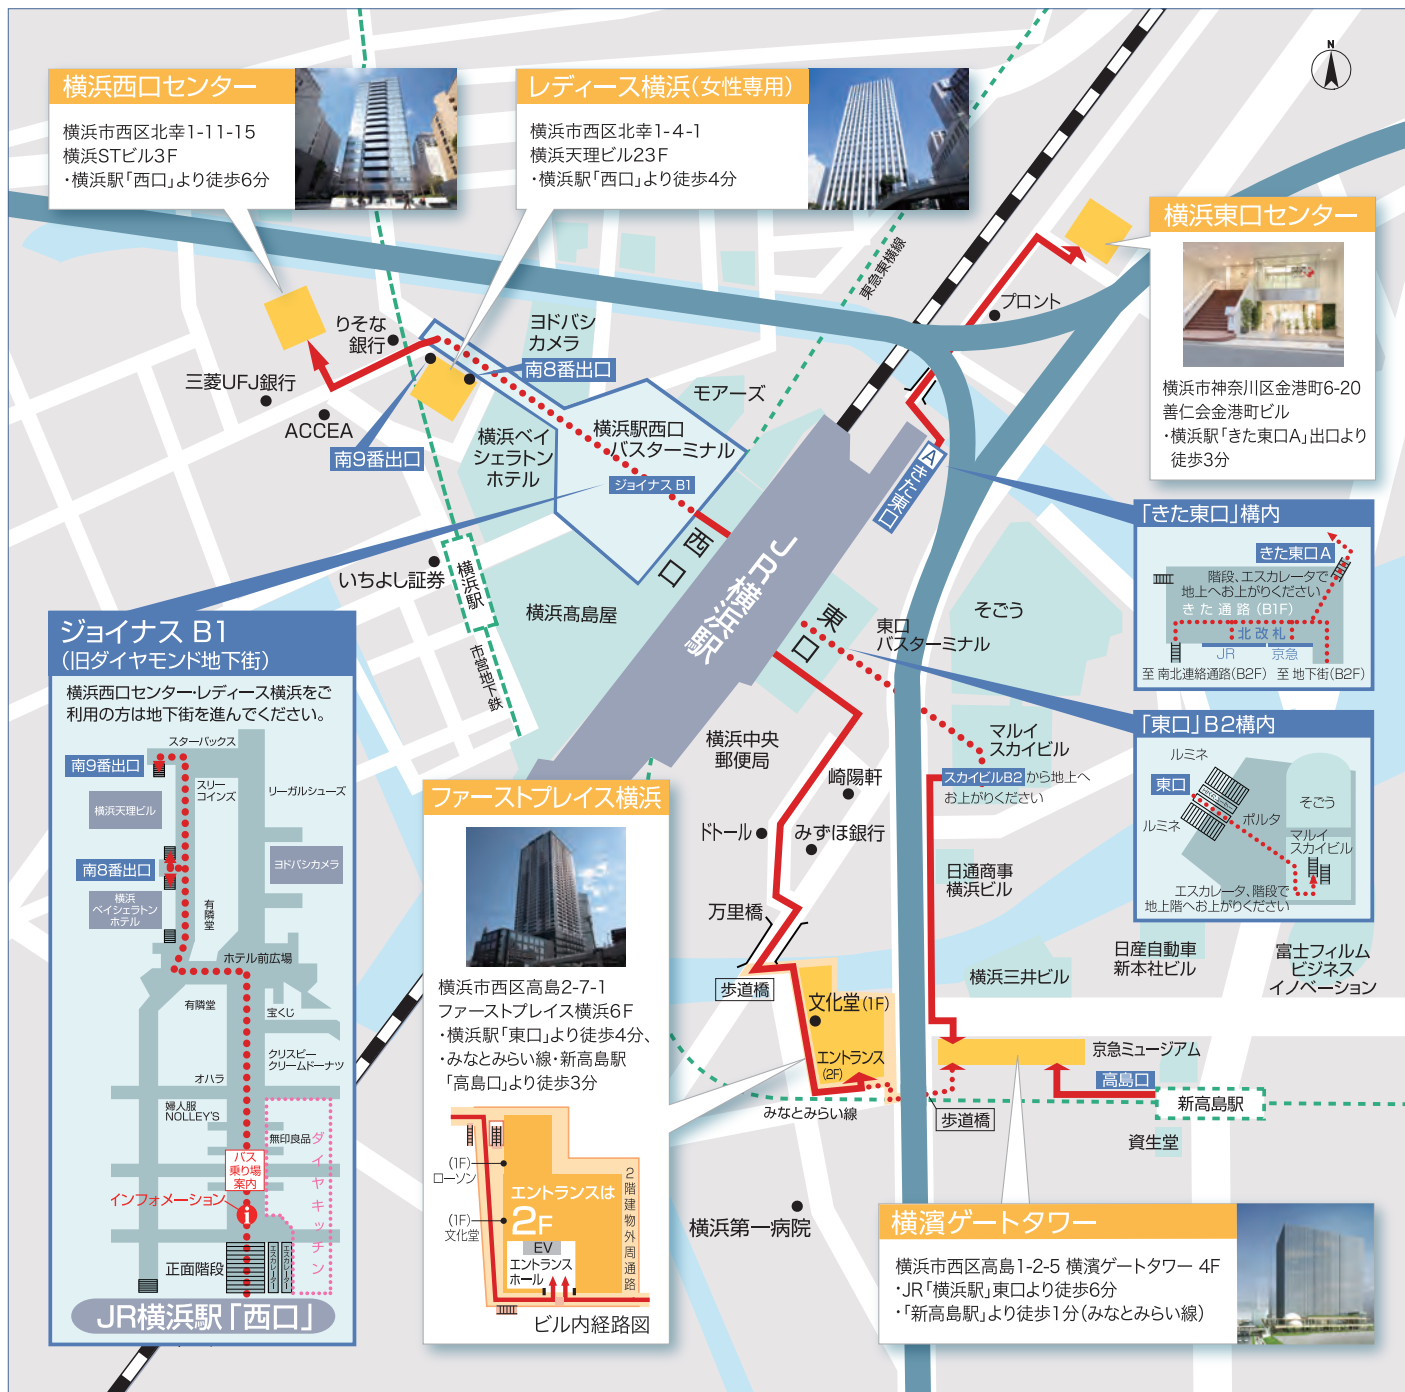 N
横浜西口センター
横浜市西区北幸1-11-15
横浜STビル3F
・横浜駅「西口」より徒歩6分
レディース横浜(女性専用)
横浜市西区北幸1-4-1
横浜天理ビル23F
・横浜駅「西口」より徒歩4分
横浜東口センター
横浜市神奈川区金港町6-20
善仁会金港町ビル
・横浜駅「きた東口A」出口より
徒歩3分
東急東横線
プロント
りそな
銀行
ヨドバシ
カメラ
南8番出口
三菱UFJ銀行
ACCEA
南9番出口
モアーズ
横浜ベイ
シェラトン
ホテル
横浜駅西口
バスターミナル
ジョイナス B1
A きた東口
西口
JR横浜駅
東口
いちよし証券
横浜駅
市営地下鉄
横浜髙島屋
東口
バスターミナル
そごう
「きた東口」構内
きた東口 A
階段、エスカレータで
地上へお上がりください
きた通路(B1F)
北改札
JR
京急
至 南北連絡通路(B2F)
至 地下街(B2F)
「東口」B2構内
ルミネ
東口
そごう
ポルタ
ルミネ
マルイ
スカイビル
エスカレータ、階段で
地上階へお上がりください
ジョイナス B1
(旧ダイヤモンド地下街)
横浜西口センター・レディース横浜をご
利用の方は地下街を進んでください。
スターバックス
南9番出口
スリー
コインズ
リーガルシューズ
横浜天理ビル
ヨドバシカメラ
南8番出口
横浜
ベイシェラトン
ホテル
有隣堂
ホテル前広場
有隣堂
宝くじ
クリスピー
クリームドーナツ
オハラ
婦人服
NOLLEY'S
無印良品
ダイヤキッチン
バス
乗り場
案内
インフォメーション
i
正面階段
エスカレーター
エスカレーター
JR横浜駅「西口」
横浜中央
郵便局
マルイ
スカイビル
スカイビルB2から地上へ
お上がりください
崎陽軒
ドトール
みずほ銀行
日通商事
横浜ビル
万里橋
歩道橋
文化堂(1F)
エントランス
(2F)
横浜三井ビル
日産自動車
新本社ビル
富士フィルム
ビジネス
イノベーション
京急ミュージアム
高島口
新高島駅
みなとみらい線
歩道橋
資生堂
横浜第一病院
ファーストプレイス横浜
横浜市西区高島2-7-1
ファーストプレイス横浜6F
・横浜駅「東口」より徒歩4分、
・みなとみらい線・新高島駅
「高島口」より徒歩3分
(1F)
ローソン
(1F)
文化堂
エントランスは
2F
EV
エントランス
ホール
2階建物外周通路
ビル内経路図
横濱ゲートタワー
横浜市西区高島1-2-5 横濱ゲートタワー 4F
・JR「横浜駅」東口より徒歩6分
・「新高島駅」より徒歩1分(みなとみらい線)